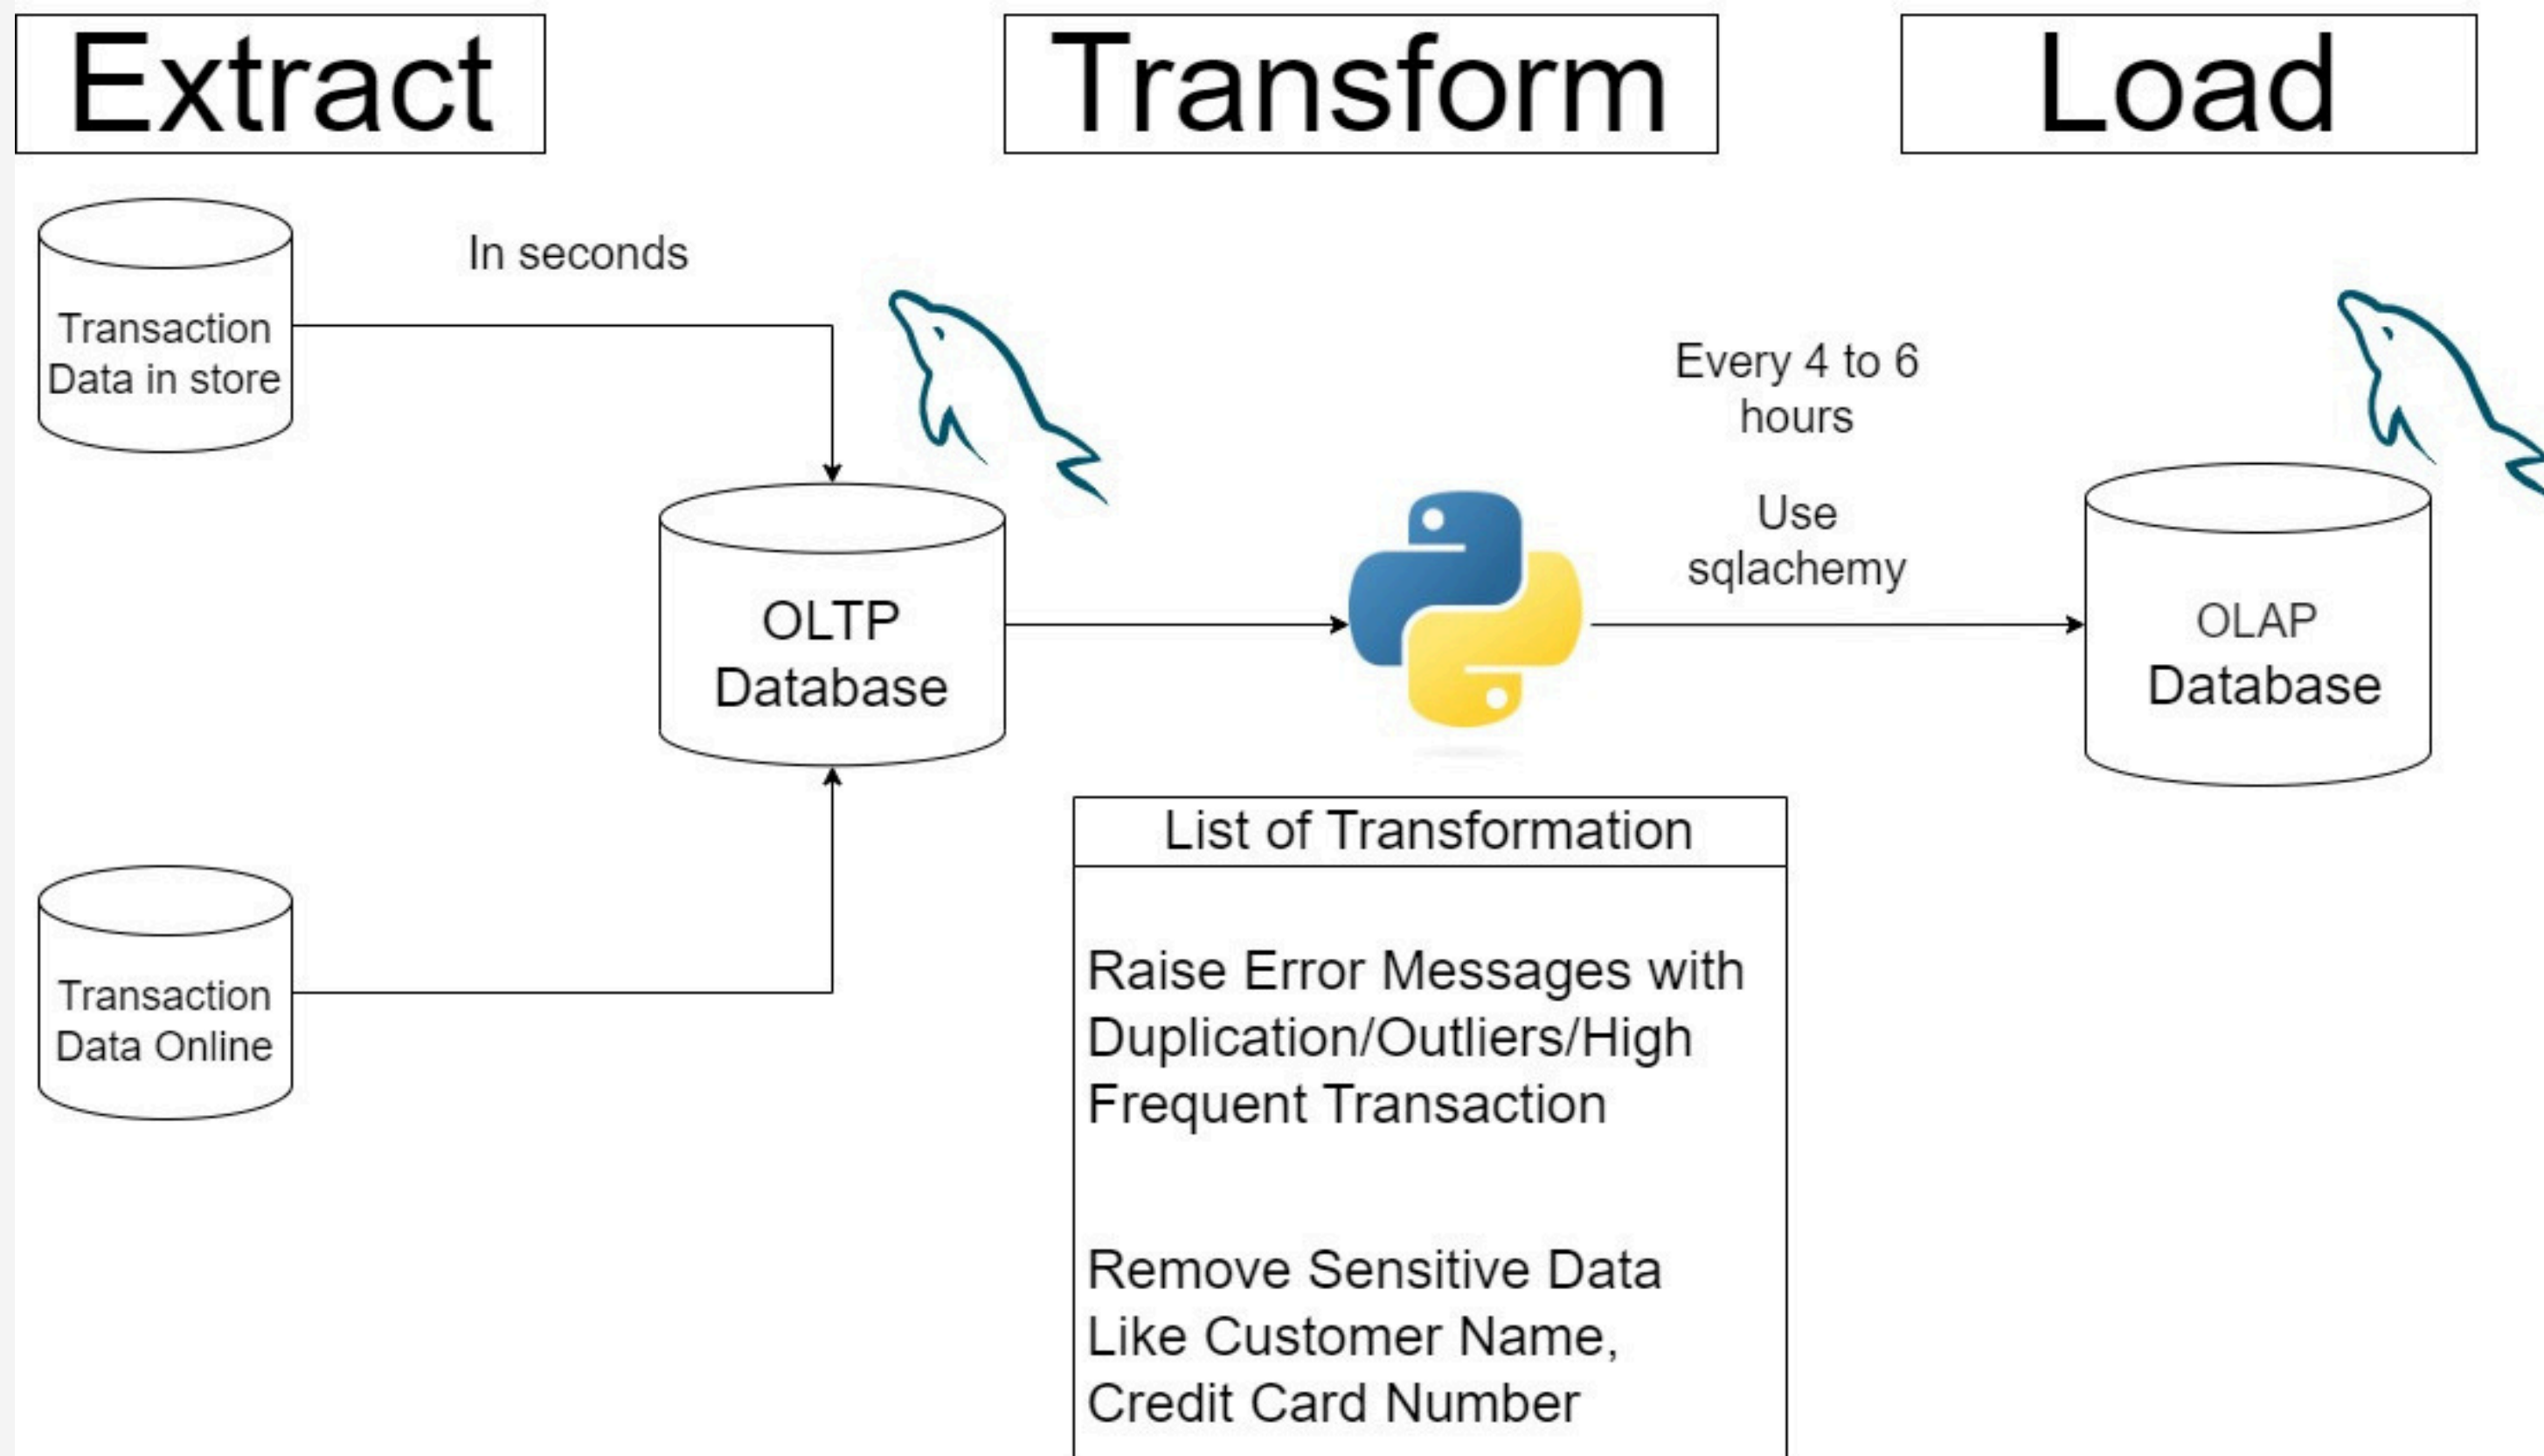 Extract
Transform
Load
Transaction
Data in store
In seconds
OLTP
Database
Transaction
Data Online
Every 4 to 6
hours
Use
sqlachemy
OLAP
Database
List of Transformation
Raise Error Messages with
Duplication/Outliers/High
Frequent Transaction
Remove Sensitive Data
Like Customer Name,
Credit Card Number